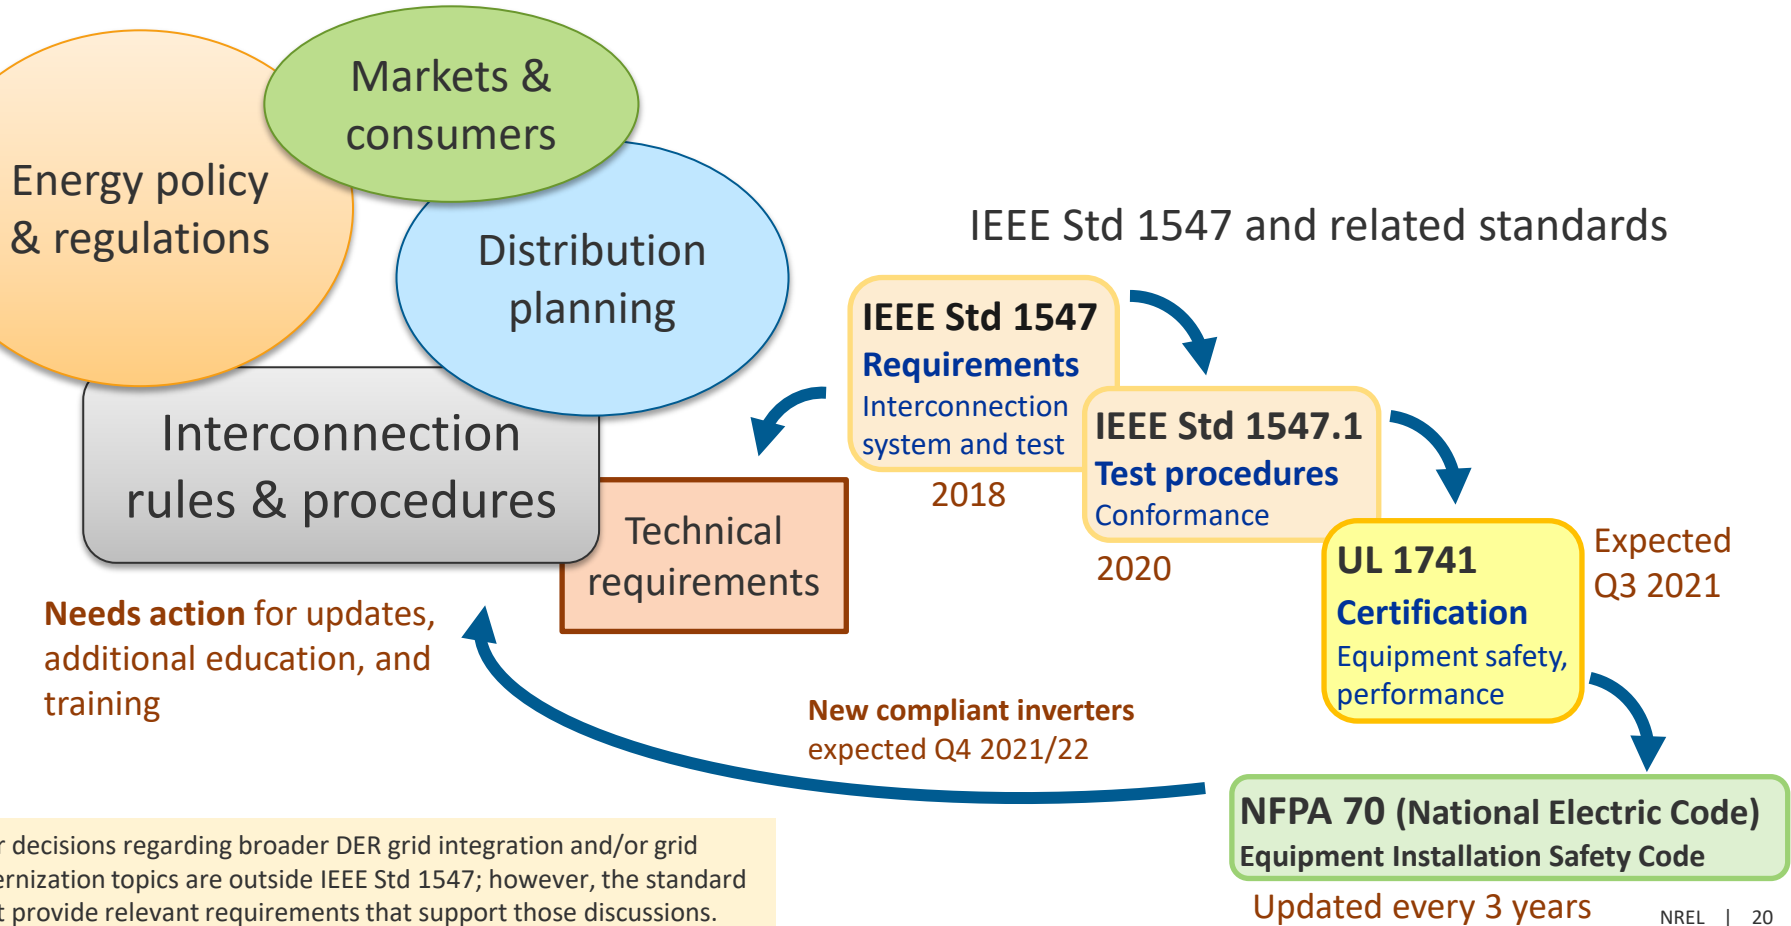 Markets &
consumers
Energy policy
& regulations
Distribution
planning
Interconnection
rules & procedures
Technical
requirements
Needs action for updates,
additional education, and
training
IEEE Std 1547 and related standards
IEEE Std 1547
Requirements
Interconnection
system and test
2018
IEEE Std 1547.1
Test procedures
Conformance
2020
UL 1741
Certification
Equipment safety,
performance
Expected
Q3 2021
New compliant inverters
expected Q4 2021/22
NFPA 70 (National Electric Code)
Equipment Installation Safety Code
Updated every 3 years
decisions regarding broader DER grid integration and/or grid
topics are outside IEEE Std 1547; however, the standard
provide relevant requirements that support those discussions.
NREL | 20